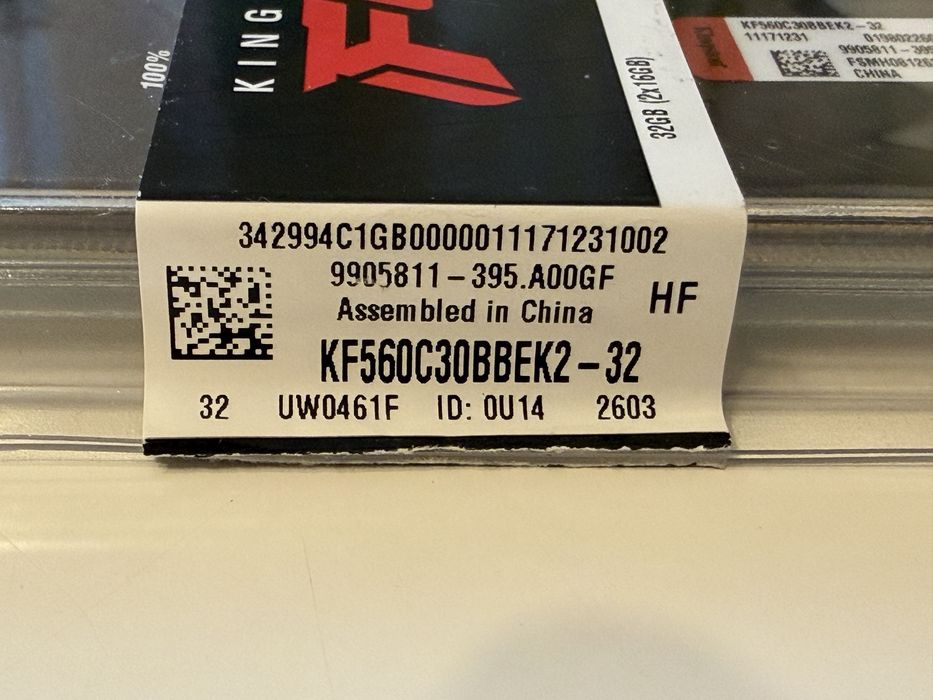 100%
KING
32GB (2x16GB)
KF560C30BBEK2-32
11171231
9905811-395
CHINA
342994C1GB0000011171231002
9905811-395.A00GF
Assembled in China
HF
KF560C30BBEK2-32
32 UW0461F ID: 0U14 2603